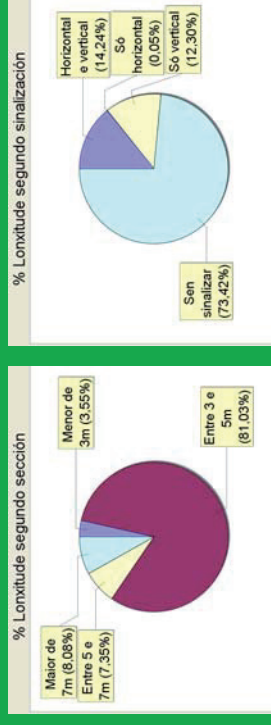 % Lonxitude segundo sección
Maior de
7m (8,08%)
Entre 5 e
7m (7,35%)
Menor de
3m (3,55%)
Entre 3 e
5m
(81,03%)
% Lonxitude segundo sinalización
Horizontal
e vertical
(14,24%)
Só
horizontal
(0,05%)
Só vertical
(12,30%)
Sen
sinalizar
(73,42%)